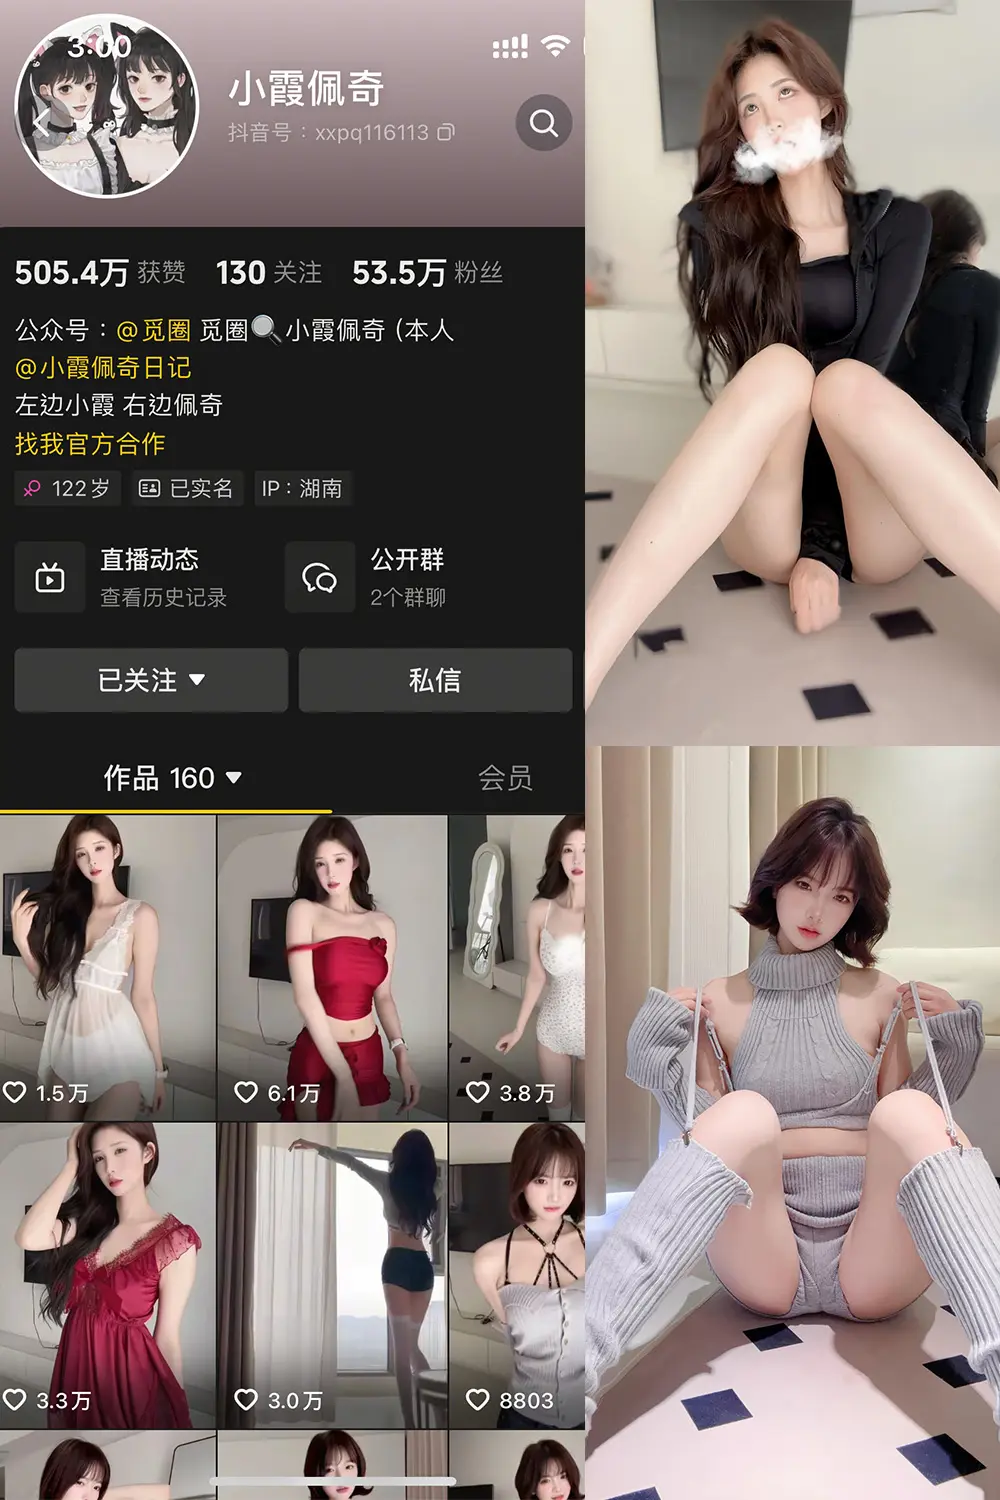 3:00
小霞佩奇
抖音号：xxpq116113
505.4万 获赞 130 关注 53.5万 粉丝
公众号：@觅圈 觅圈🔍小霞佩奇 (本人
@小霞佩奇日记
左边小霞 右边佩奇
找我官方合作
122岁 已实名 IP：湖南
直播动态 公开群
查看历史记录 2个群聊
已关注 私信
作品 160 会员
1.5万 6.1万 3.8万
3.3万 3.0万 8803